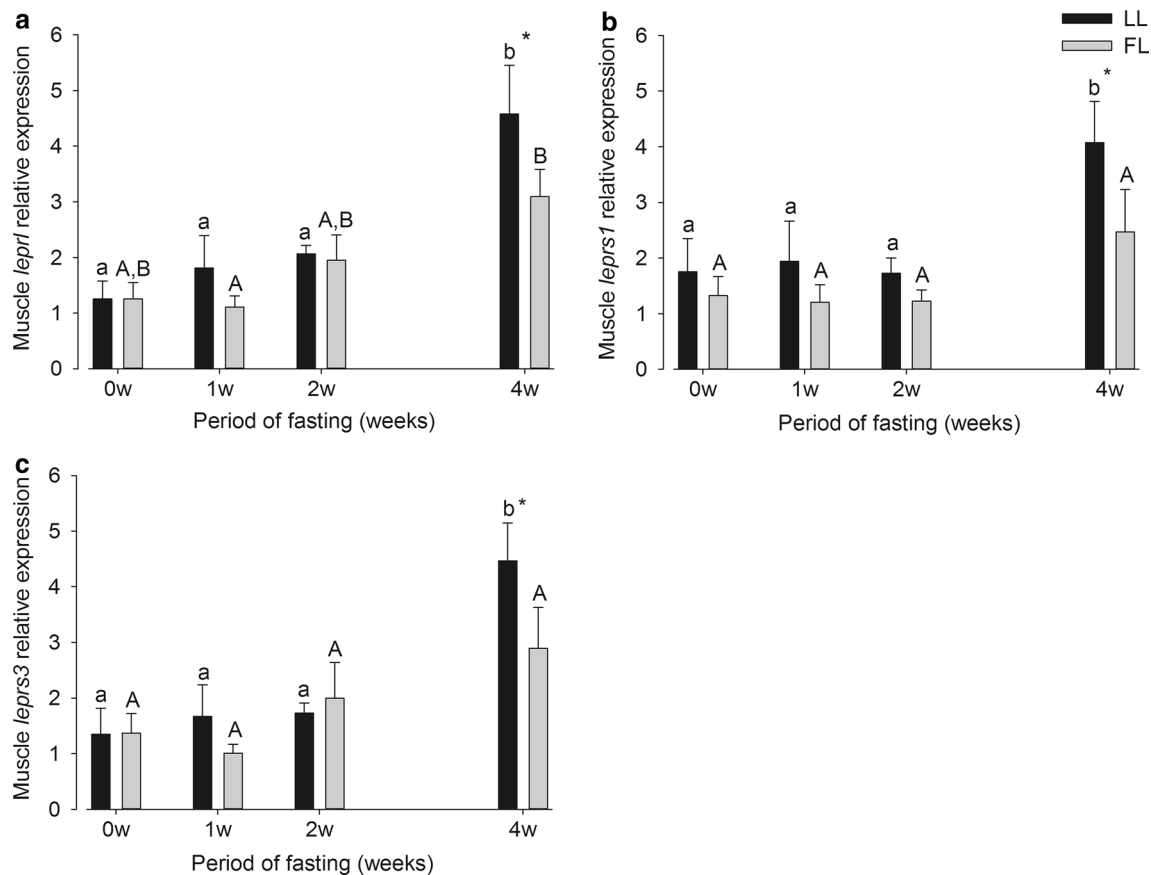 a
Muscle leprl relative expression
6
5
4
3
2
1
0
a A,B a A a A,B b * B
0w 1w 2w 4w
Period of fasting (weeks)
b
LL
FL
Muscle leprs1 relative expression
6
5
4
3
2
1
0
a A a A a A b * A
0w 1w 2w 4w
Period of fasting (weeks)
c
Muscle leprs3 relative expression
6
5
4
3
2
1
0
a A a A a A b * A
0w 1w 2w 4w
Period of fasting (weeks)